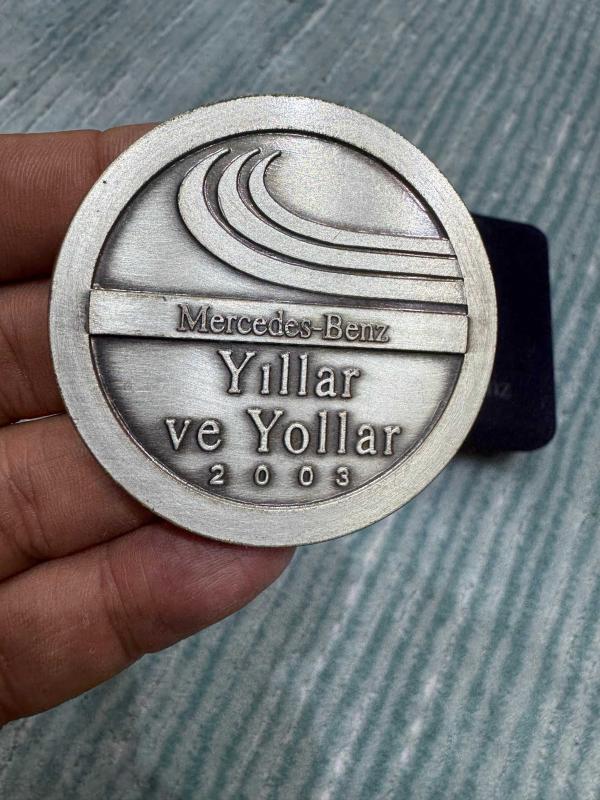 Mercedes-Benz
Yıllar
ve Yollar
2003